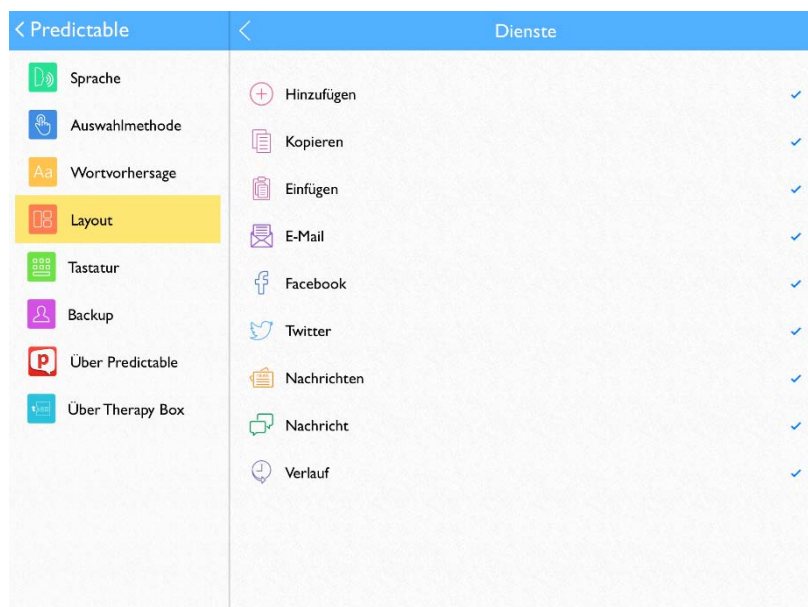 Predictable
Dienste
Sprache
Auswahlmethode
Aa
Wortvorhersage
Layout
Tastatur
Backup
Über Predictable
Über Therapy Box
Hinzufügen
Kopieren
Einfügen
E-Mail
Facebook
Twitter
Nachrichten
Nachricht
Verlauf